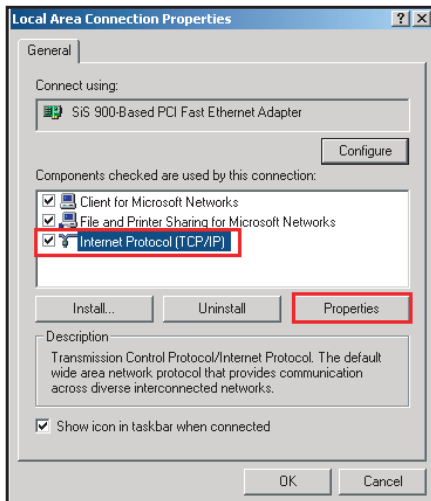 Local Area Connection Properties
General
Connect using:
SiS 900-Based PCI Fast Ethernet Adapter
Configure
Components checked are used by this connection:
Client for Microsoft Networks
File and Printer Sharing for Microsoft Networks
Internet Protocol (TCP/IP)
Install... Uninstall Properties
Description
Transmission Control Protocol/Internet Protocol. The default
wide area network protocol that provides communication
across diverse interconnected networks.
Show icon in taskbar when connected
OK Cancel